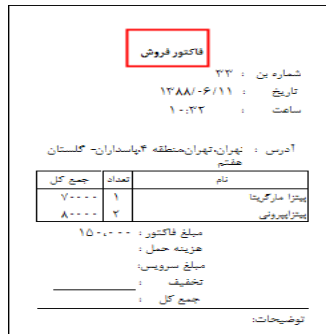 فاکتور فروش
شماره بن : ۳۳
تاریخ : ۱۳۸۸/۰۶/۱۱
ساعت : ۱۰:۳۲
آدرس : تهران،تهران،منطقه ۴،پاسداران- گلستان
هفتم
نام تعداد جمع کل
پیتزا مارگریتا ۱ ۷۰۰۰۰
پیتزاپپرونی ۲ ۸۰۰۰۰
مبلغ فاکتور : ۱۵۰,۰۰۰
هزینه حمل :
مبلغ سرویس:
تخفیف :
جمع کل :
توضیحات: